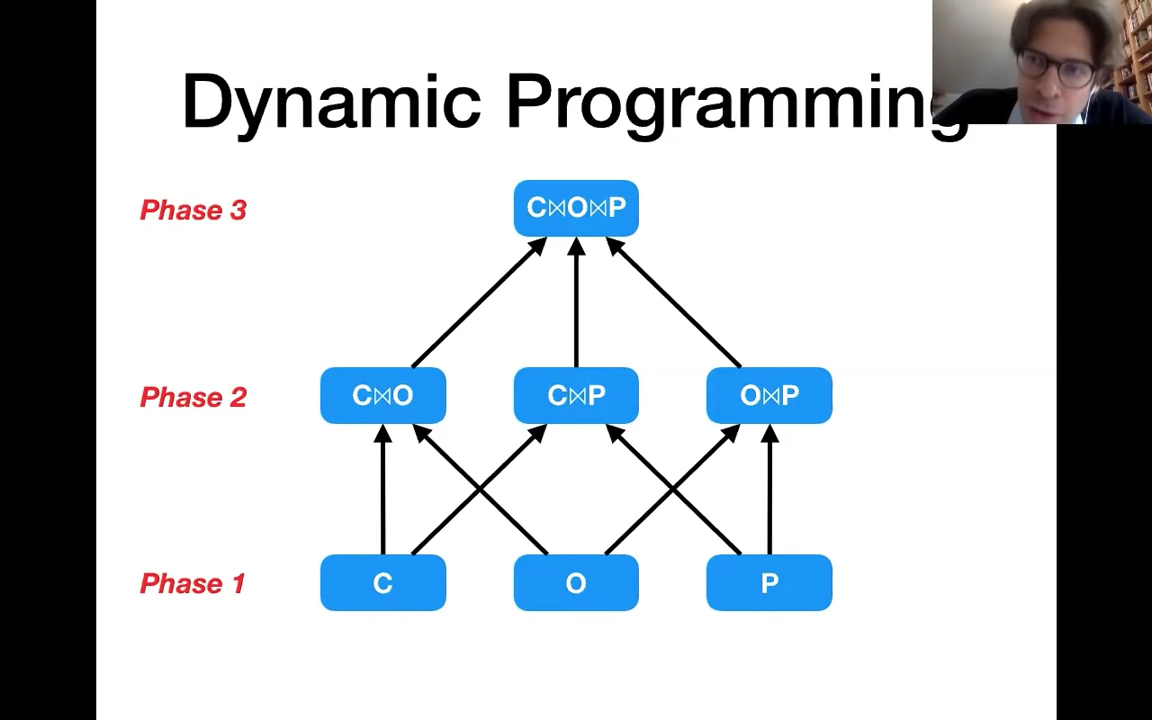 Dynamic Programming
Phase 3
C⋈O⋈P
Phase 2
C⋈O
C⋈P
O⋈P
Phase 1
C
O
P